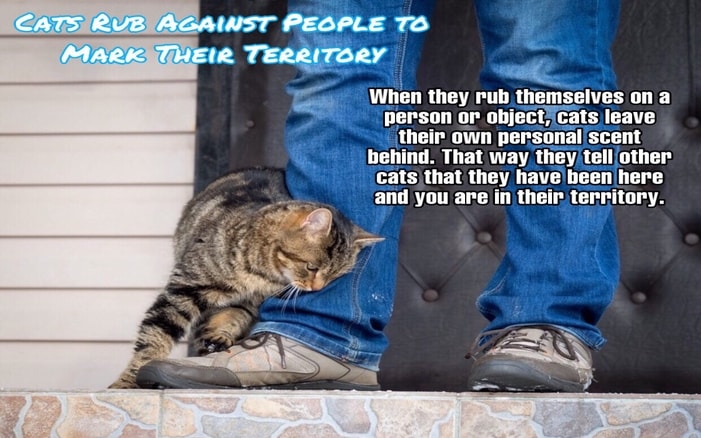 Cats Rub Against People to
Mark Their Territory
When they rub themselves on a
person or object, cats leave
their own personal scent
behind. That way they tell other
cats that they have been here
and you are in their territory.